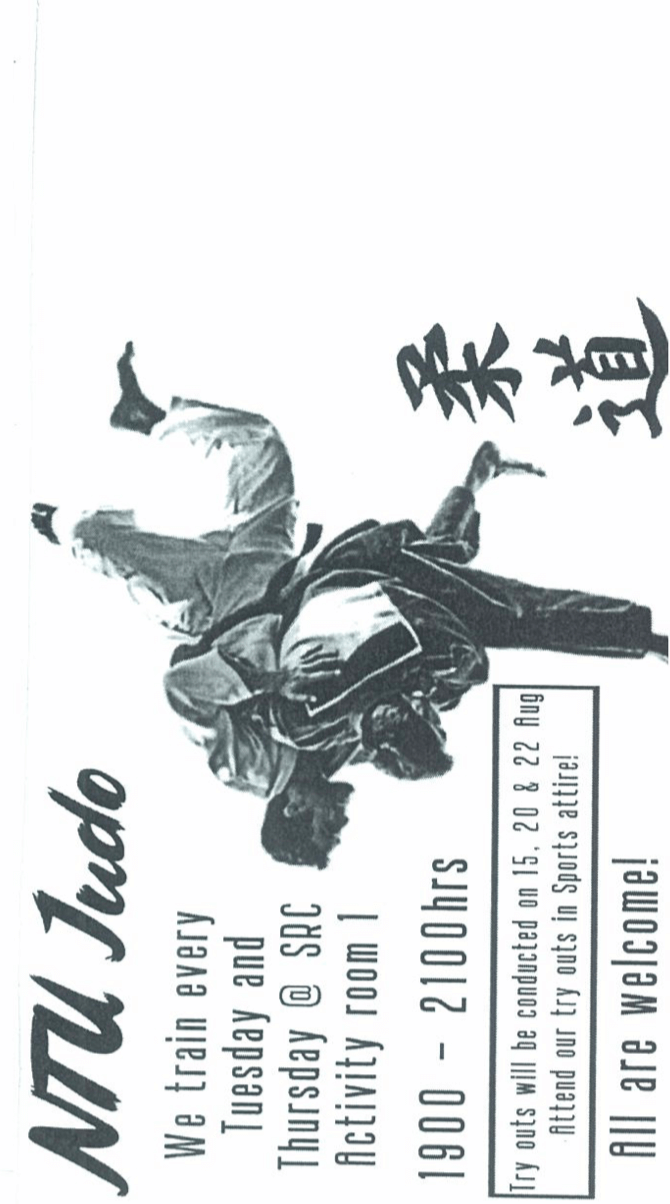 NTU Judo
We train every
Tuesday and
Thursday @ SRC
Activity room 1
1900 - 2100hrs
Try outs will be conducted on 15, 20 & 22 Aug
Attend our try outs in Sports attire!
All are welcome!
柔道